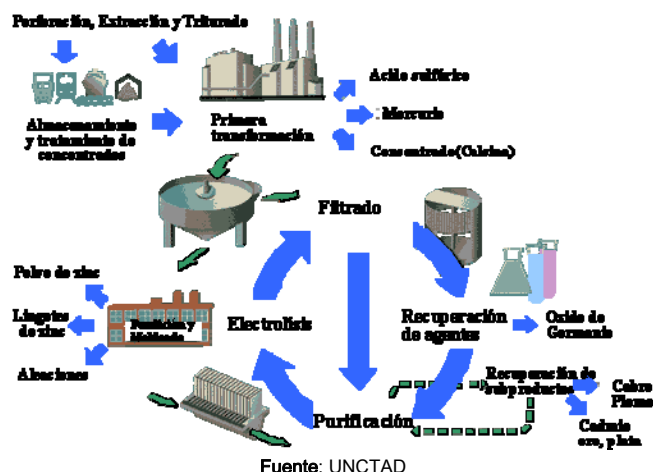 Perforación, Extracción y Triturado
Almacenamiento
y tratamiento de
concentrados
Primera
transformación
Acido sulfúrico
Mercurio
Concentrado(Calcina)
Filtrado
Polvo de zinc
Lingotes
de zinc
Aleaciones
Fundición y
Moldeado
Electrolisis
Recuperación
de agentes
Oxido de
Germanio
Recuperación de
subproductos
Cobre
Plomo
Cadmio
oro, plata
Purificación
Fuente: UNCTAD